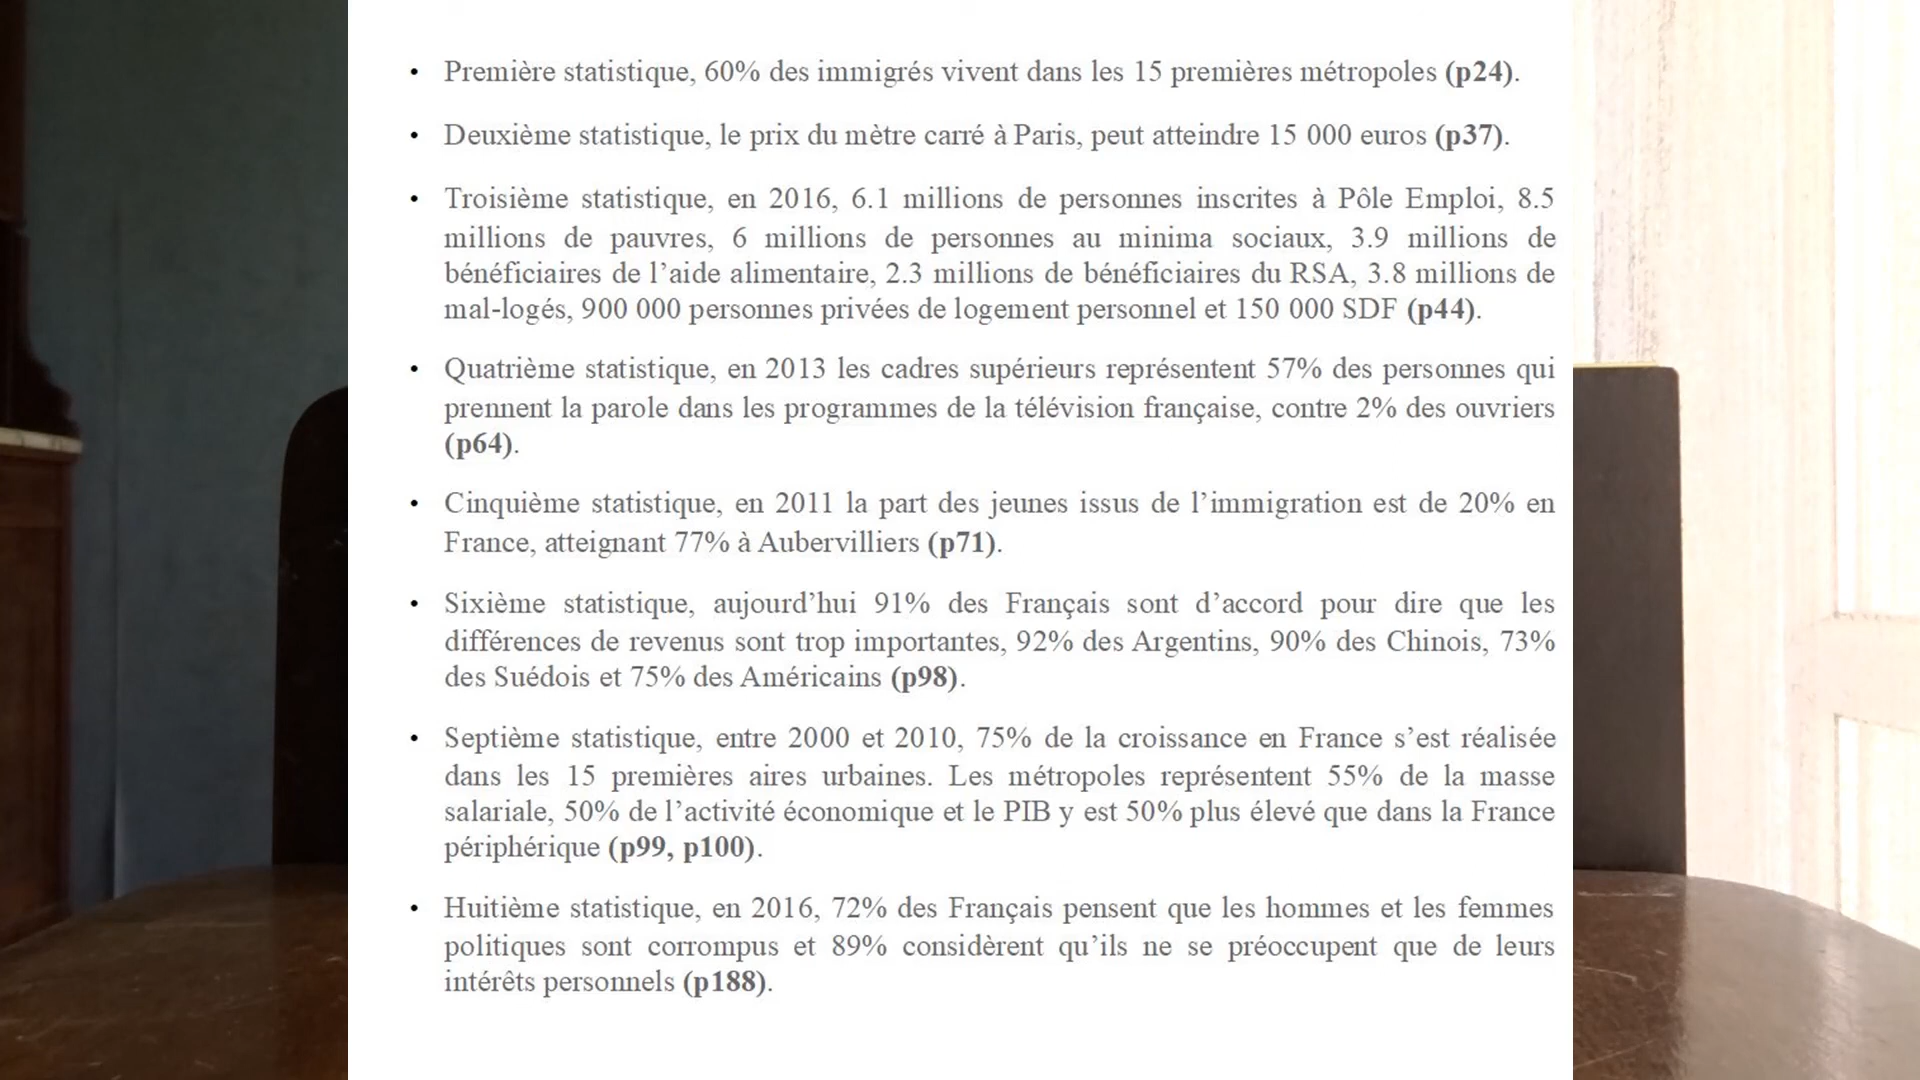 • Première statistique, 60% des immigrés vivent dans les 15 premières métropoles (p24).
• Deuxième statistique, le prix du mètre carré à Paris, peut atteindre 15 000 euros (p37).
• Troisième statistique, en 2016, 6.1 millions de personnes inscrites à Pôle Emploi, 8.5
millions de pauvres, 6 millions de personnes au minima sociaux, 3.9 millions de
bénéficiaires de l’aide alimentaire, 2.3 millions de bénéficiaires du RSA, 3.8 millions de
mal-logés, 900 000 personnes privées de logement personnel et 150 000 SDF (p44).
• Quatrième statistique, en 2013 les cadres supérieurs représentent 57% des personnes qui
prennent la parole dans les programmes de la télévision française, contre 2% des ouvriers
(p64).
• Cinquième statistique, en 2011 la part des jeunes issus de l’immigration est de 20% en
France, atteignant 77% à Aubervilliers (p71).
• Sixième statistique, aujourd’hui 91% des Français sont d’accord pour dire que les
différences de revenus sont trop importantes, 92% des Argentins, 90% des Chinois, 73%
des Suédois et 75% des Américains (p98).
• Septième statistique, entre 2000 et 2010, 75% de la croissance en France s’est réalisée
dans les 15 premières aires urbaines. Les métropoles représentent 55% de la masse
salariale, 50% de l’activité économique et le PIB y est 50% plus élevé que dans la France
périphérique (p99, p100).
• Huitième statistique, en 2016, 72% des Français pensent que les hommes et les femmes
politiques sont corrompus et 89% considèrent qu’ils ne se préoccupent que de leurs
intérêts personnels (p188).